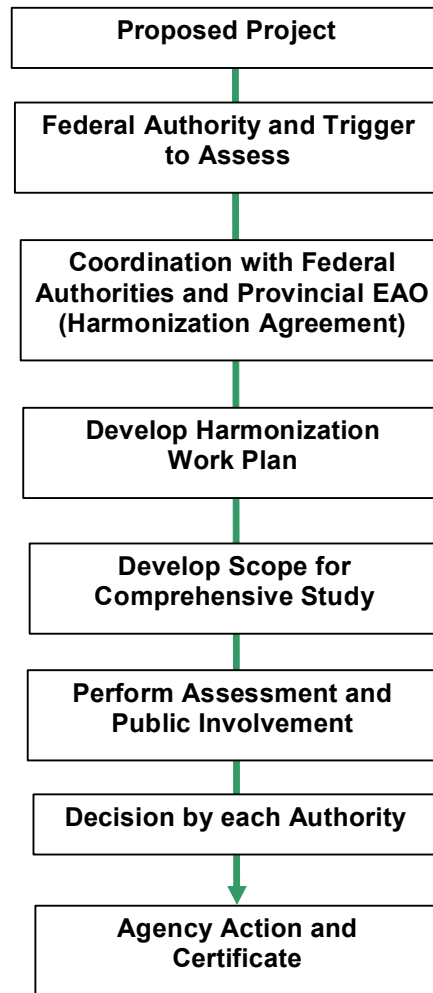 Proposed Project
Federal Authority and Trigger
to Assess
Coordination with Federal
Authorities and Provincial EAO
(Harmonization Agreement)
Develop Harmonization
Work Plan
Develop Scope for
Comprehensive Study
Perform Assessment and
Public Involvement
Decision by each Authority
Agency Action and
Certificate